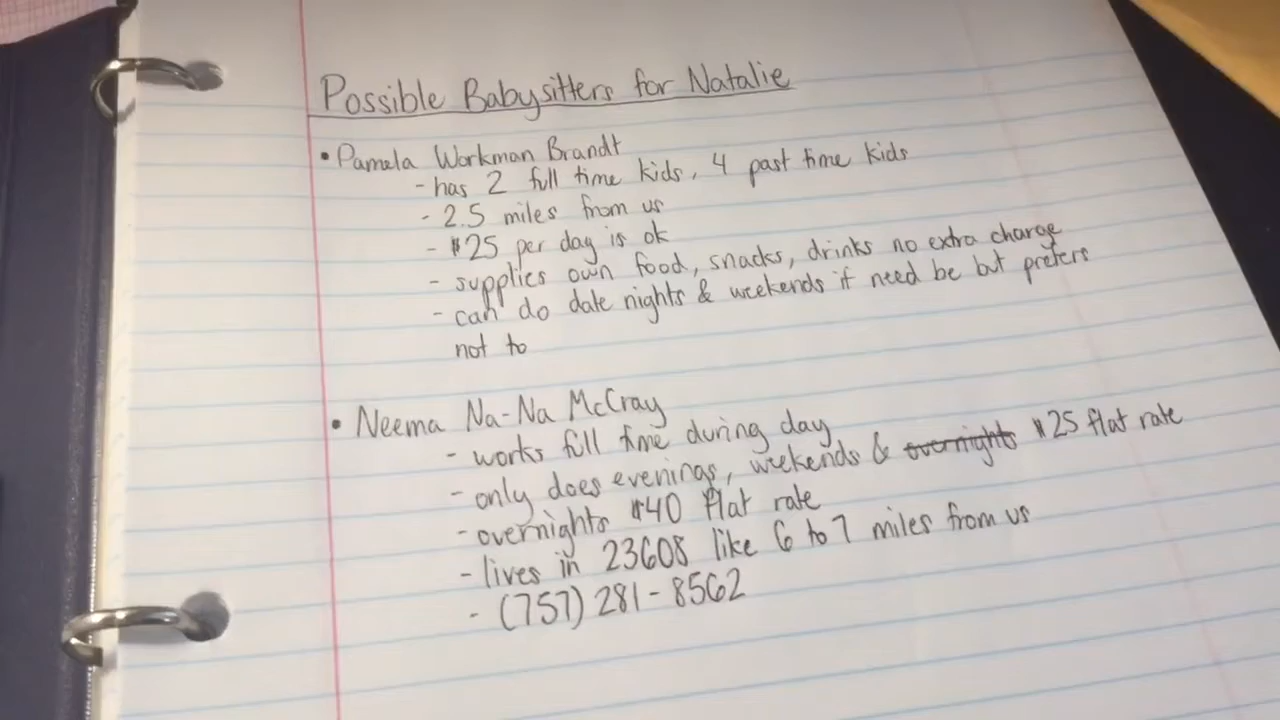 Possible Babysitters for Natalie
• Pamela Workman Brandt
- has 2 full time kids, 4 past time kids
- 2.5 miles from us
- $25 per day is ok
- supplies own food, snacks, drinks no extra charge
- can do date nights & weekends if need be but prefers
not to
• Neema Na-Na McCray
- works full time during day
- only does evenings, weekends & overnights $25 flat rate
- overnights $40 flat rate
- lives in 23608 like 6 to 7 miles from us
- (757) 281-8562